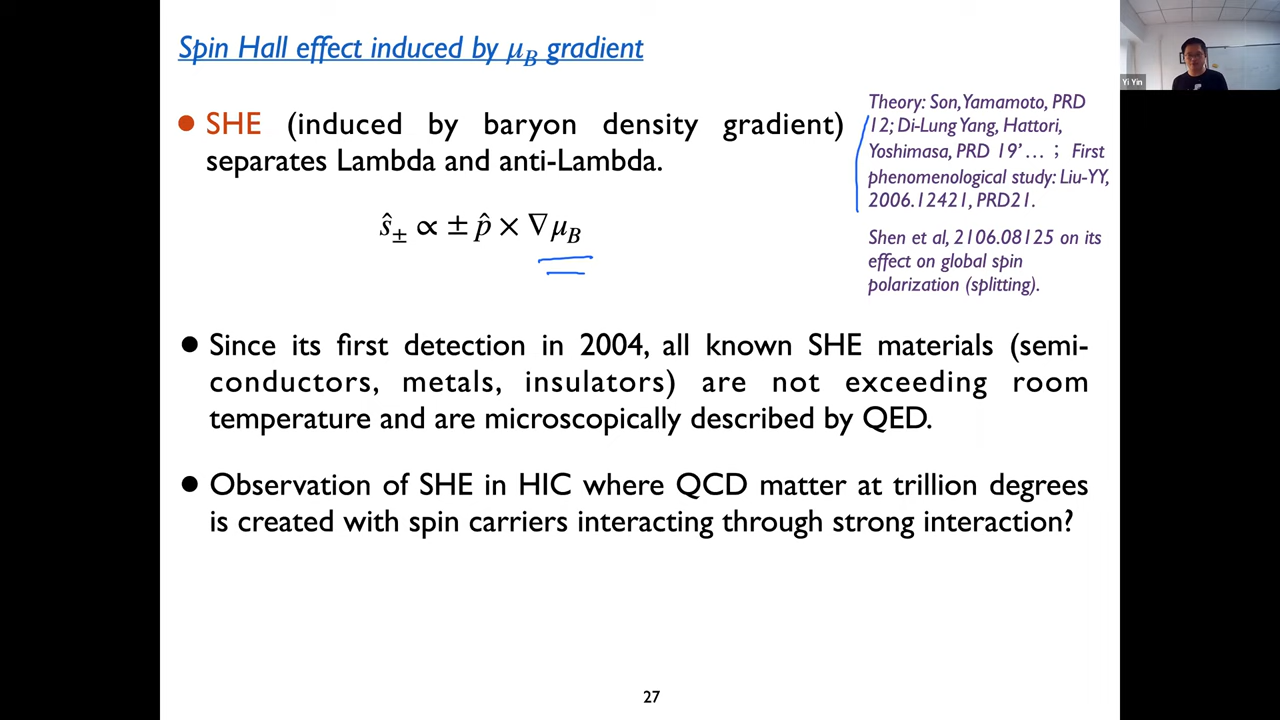 Spin Hall effect induced by μ_B gradient
Yi Yin
● SHE (induced by baryon density gradient)
separates Lambda and anti-Lambda.
ŝ± ∝ ± p̂ × ∇μ_B
Theory: Son, Yamamoto, PRD
12; Di-Lung Yang, Hattori,
Yoshimasa, PRD 19’ … ; First
phenomenological study: Liu-YY,
2006.12421, PRD21.
Shen et al, 2106.08125 on its
effect on global spin
polarization (splitting).
● Since its first detection in 2004, all known SHE materials (semi-
conductors, metals, insulators) are not exceeding room
temperature and are microscopically described by QED.
● Observation of SHE in HIC where QCD matter at trillion degrees
is created with spin carriers interacting through strong interaction?
27